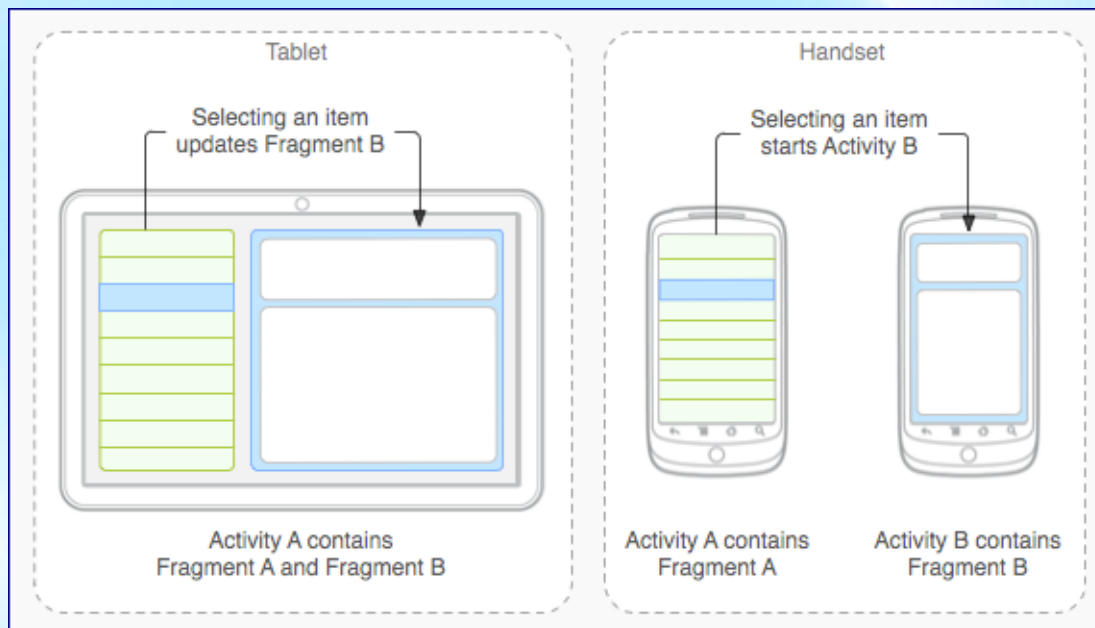 Tablet
Selecting an item
updates Fragment B
Activity A contains
Fragment A and Fragment B
Handset
Selecting an item
starts Activity B
Activity A contains
Fragment A
Activity B contains
Fragment B